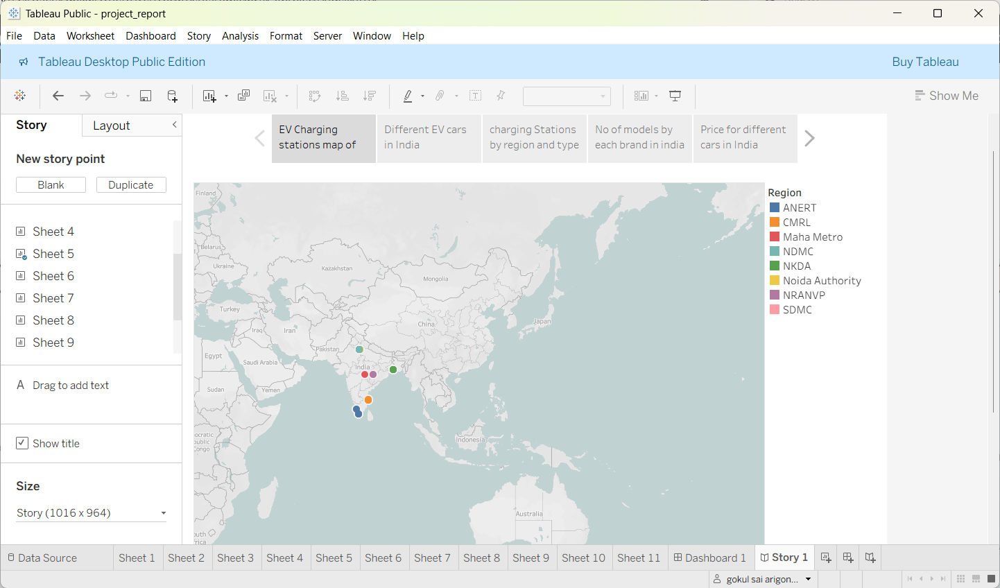 Tableau Public - project_report
File Data Worksheet Dashboard Story Analysis Format Server Window Help
Tableau Desktop Public Edition
Buy Tableau
Show Me
Story
Layout
New story point
Blank
Duplicate
Sheet 4
Sheet 5
Sheet 6
Sheet 7
Sheet 8
Sheet 9
A Drag to add text
Show title
Size
Story (1016 x 964)
EV Charging
stations map of
Different EV cars
in India
charging Stations
by region and type
No of models by
each brand in india
Price for different
cars in India
Finland
Belarus
Ukraine
Kazakhstan
Mongolia
Turkey
Iraq
Iran
China
Japan
Pakistan
Egypt
Saudi Arabia
India
Sudan
Yemen
ocratic
public
Congo
Indonesia
Australia
outh
frica
Region
ANERT
CMRL
Maha Metro
NDMC
NKDA
Noida Authority
NRANVP
SDMC
Data Source Sheet 1 Sheet 2 Sheet 3 Sheet 4 Sheet 5 Sheet 6 Sheet 7 Sheet 8 Sheet 9 Sheet 10 Sheet 11 Dashboard 1 Story 1
gokul sai arigon...